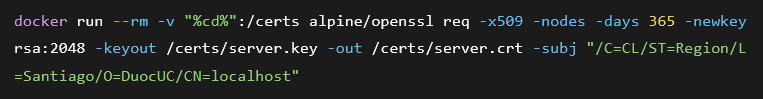 docker run --rm -v "%cd%":/certs alpine/openssl req -x509 -nodes -days 365 -newkey
rsa:2048 -keyout /certs/server.key -out /certs/server.crt -subj "/C=CL/ST=Region/L
=Santiago/O=DuocUC/CN=localhost"